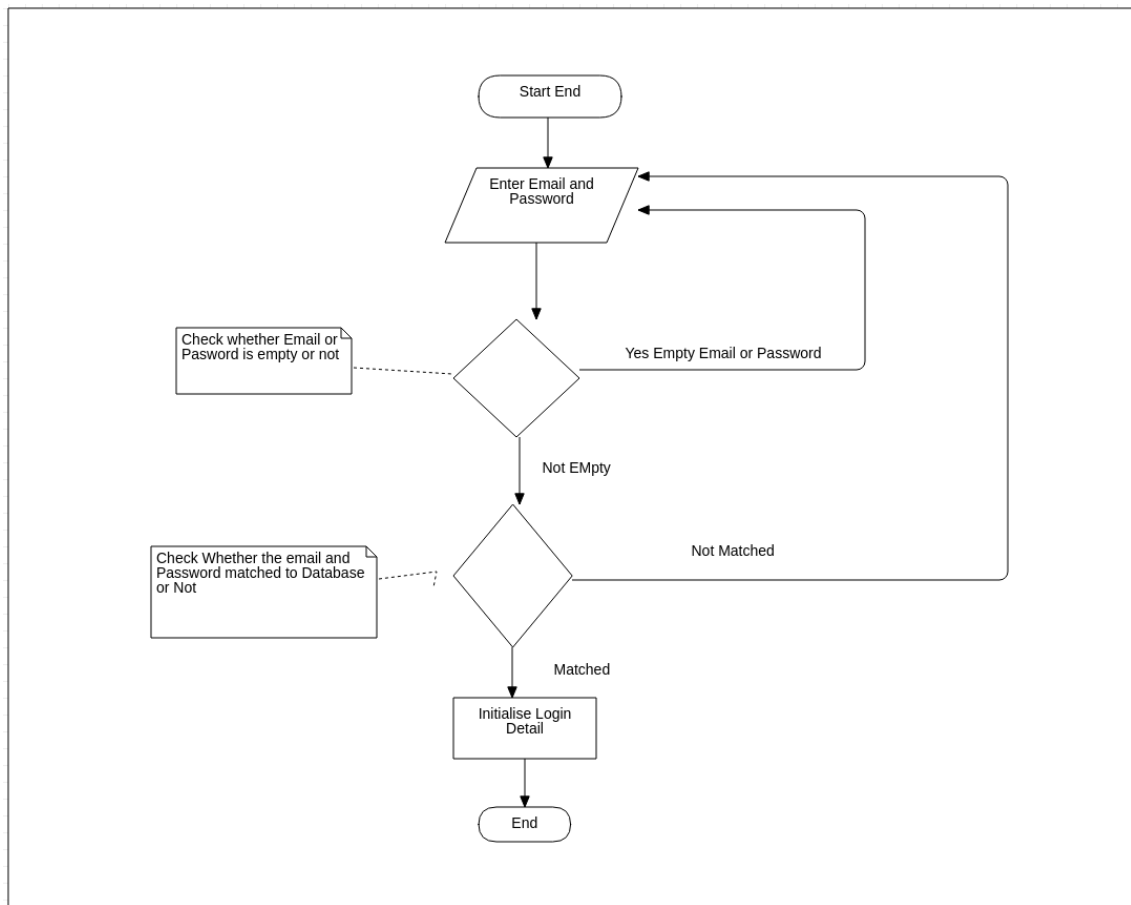 Start End
Enter Email and
Password
Check whether Email or
Pasword is empty or not
Yes Empty Email or Password
Not EMpty
Check Whether the email and
Password matched to Database
or Not
Not Matched
Matched
Initialise Login
Detail
End